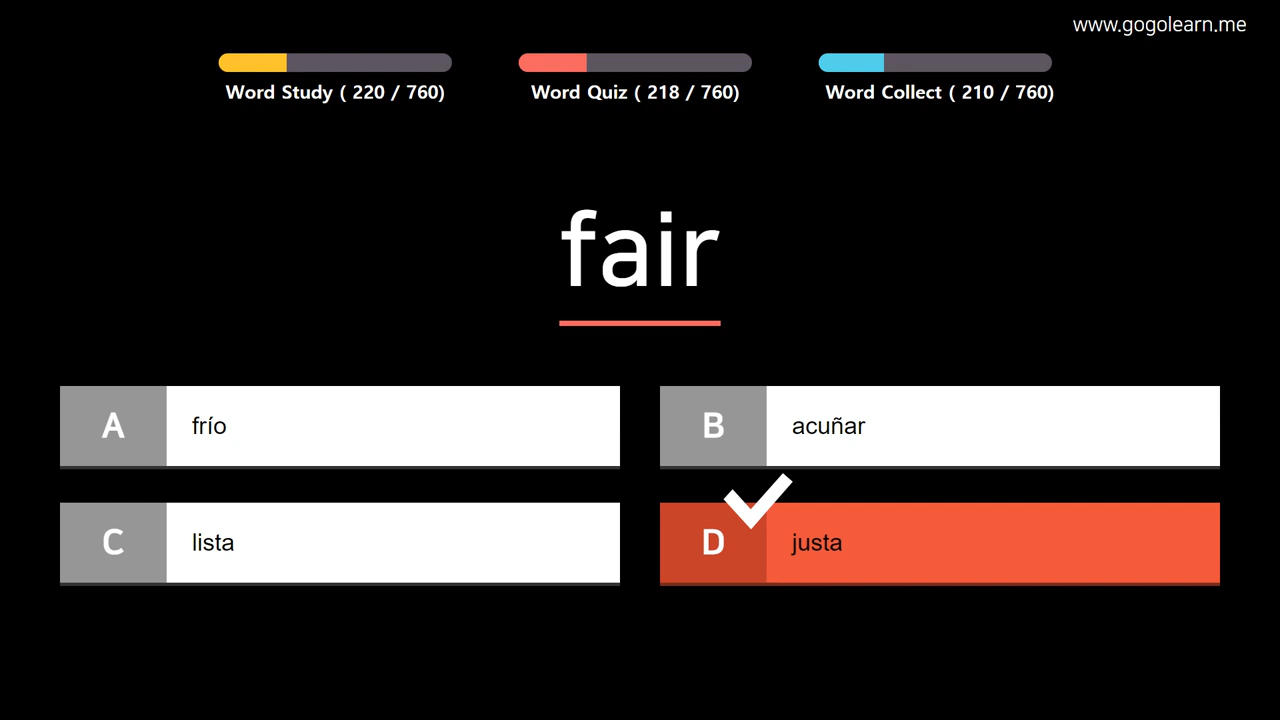 www.gogolearn.me
Word Study ( 220 / 760)
Word Quiz ( 218 / 760)
Word Collect ( 210 / 760)
fair
A frío
B acuñar
C lista
D justa